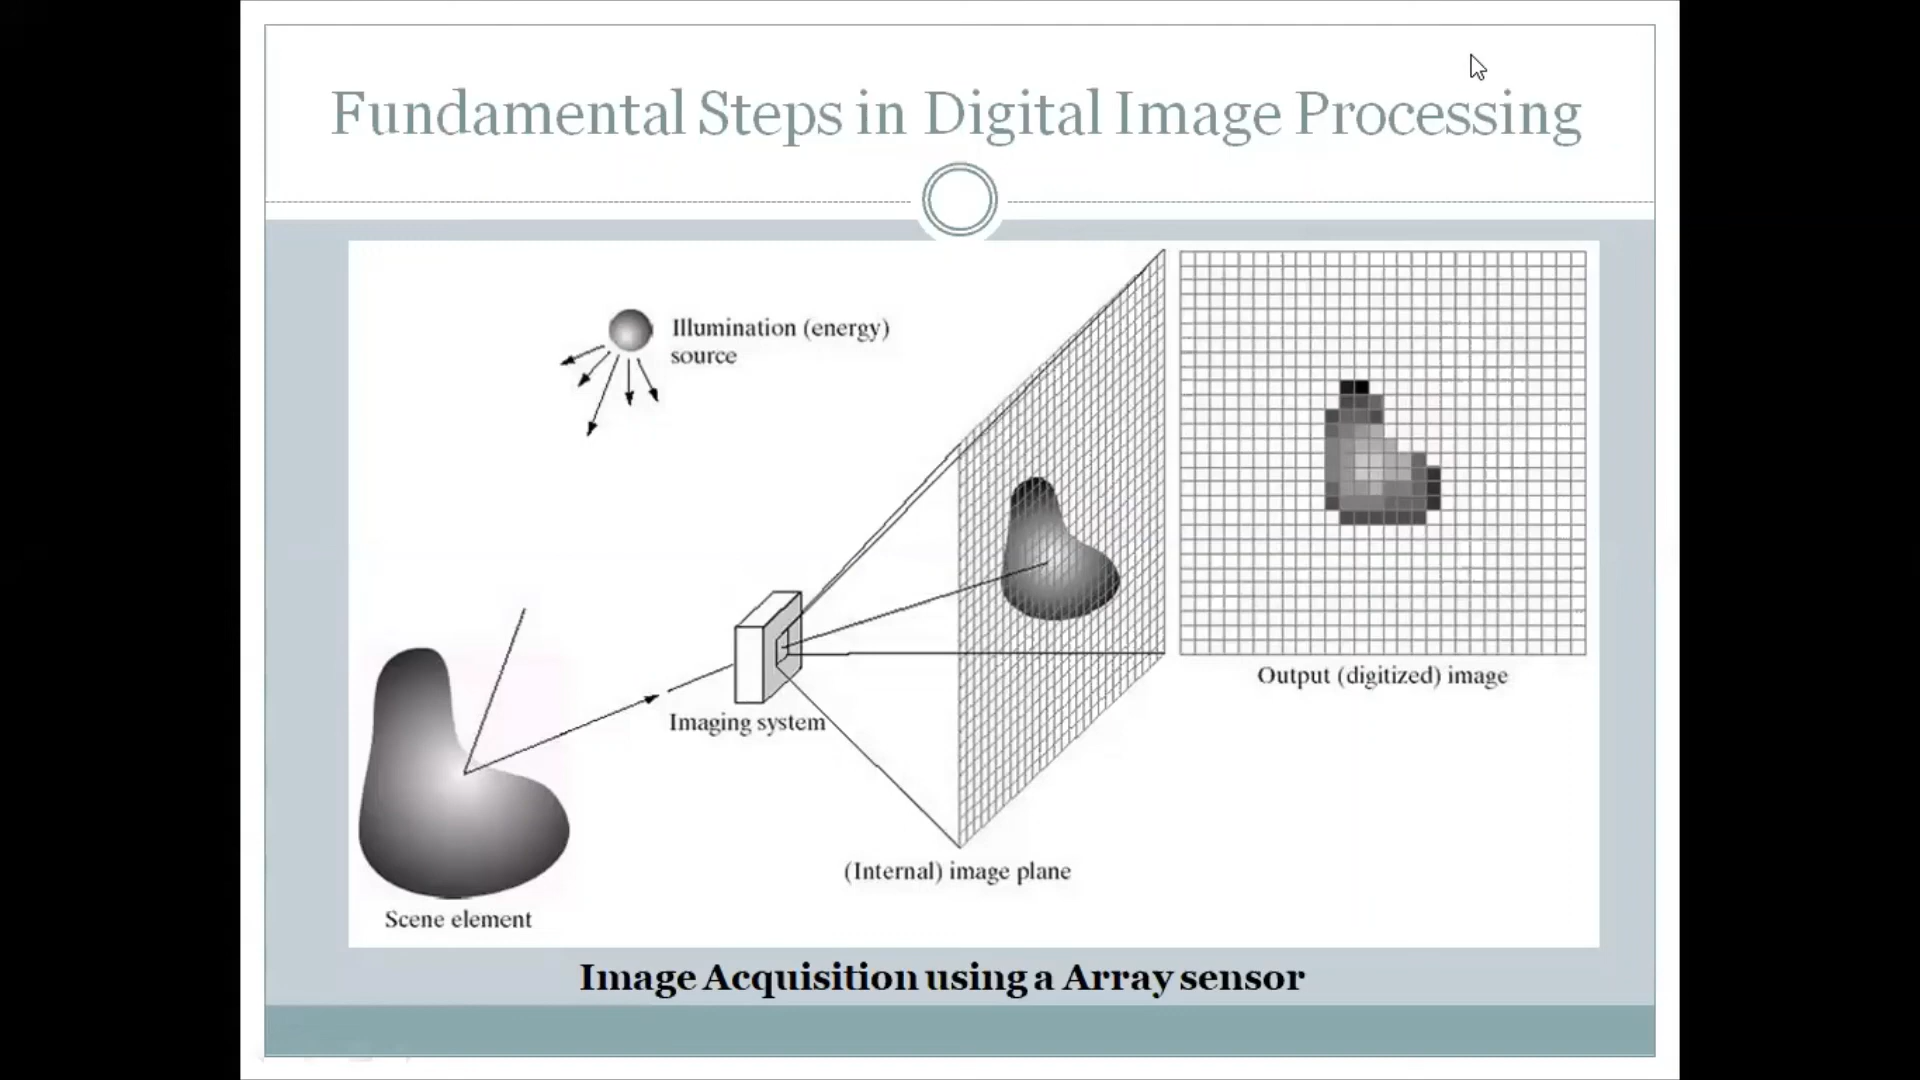 Fundamental Steps in Digital Image Processing
Illumination (energy)
source
Output (digitized) image
Imaging system
(Internal) image plane
Scene element
Image Acquisition using a Array sensor